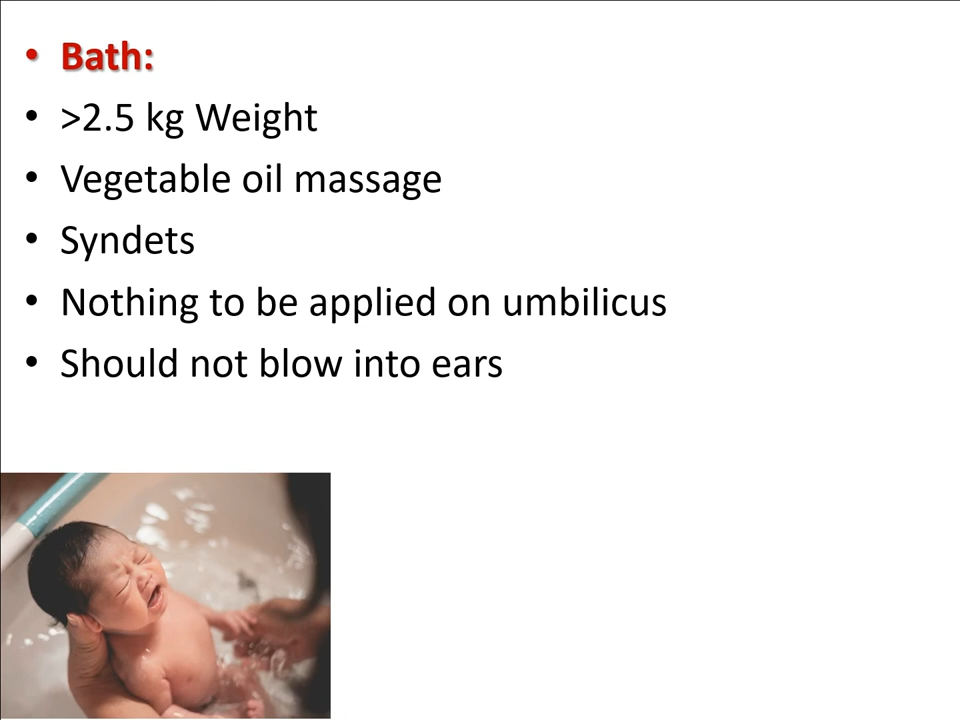 • Bath:
• >2.5 kg Weight
• Vegetable oil massage
• Syndets
• Nothing to be applied on umbilicus
• Should not blow into ears